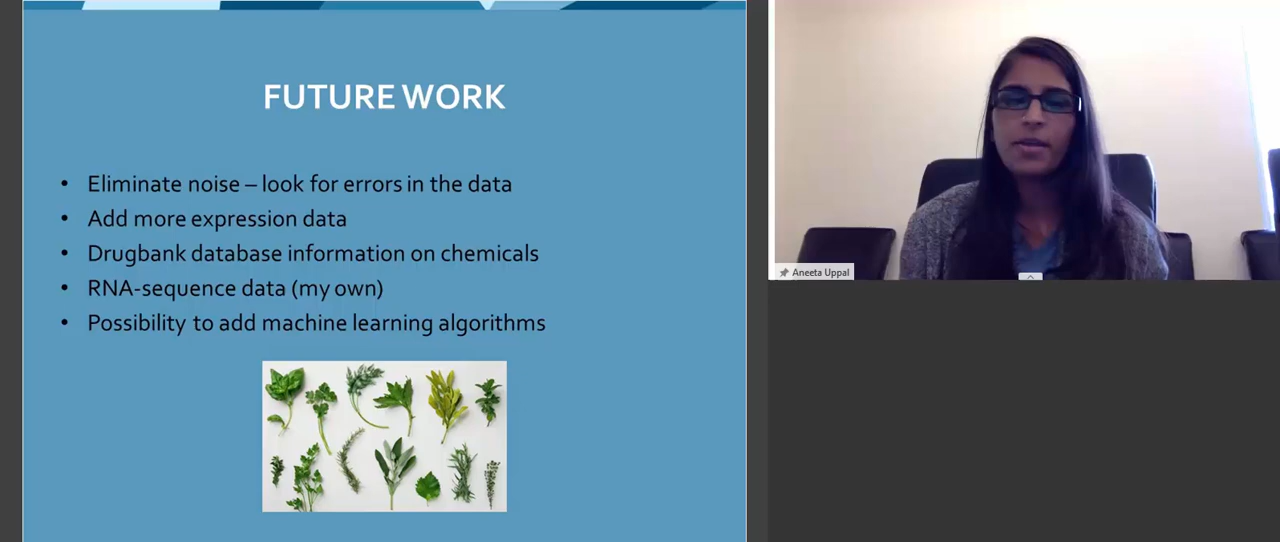 FUTURE WORK
• Eliminate noise – look for errors in the data
• Add more expression data
• Drugbank database information on chemicals
• RNA-sequence data (my own)
• Possibility to add machine learning algorithms
Aneeta Uppal